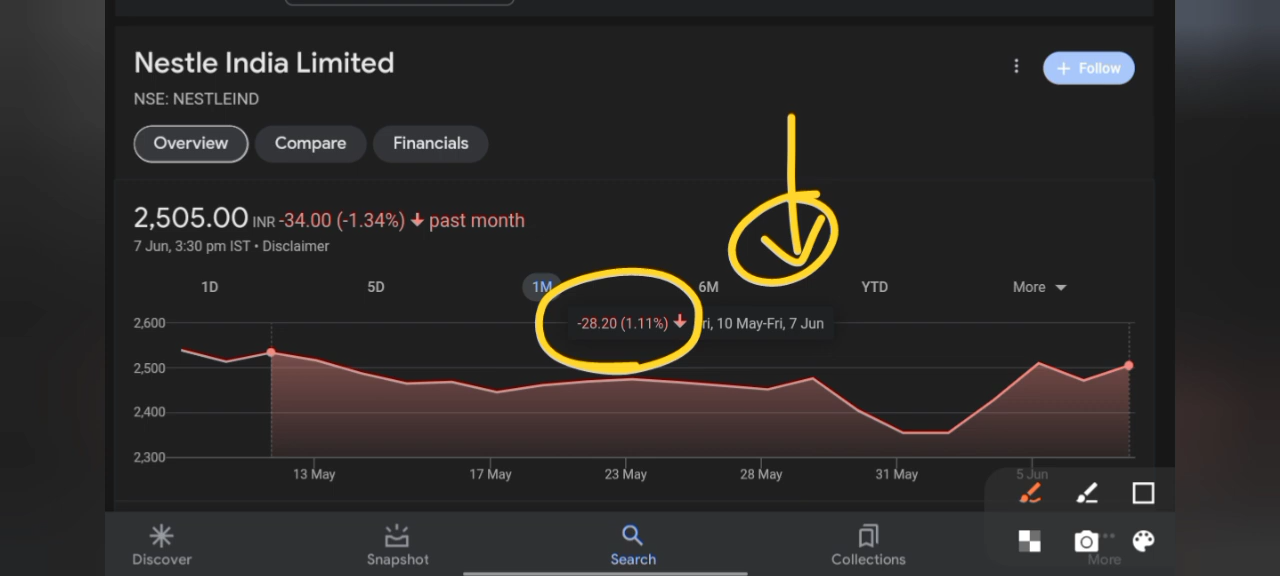 Nestle India Limited
+ Follow
NSE: NESTLEIND
Overview Compare Financials
2,505.00 INR -34.00 (-1.34%) ↓ past month
7 Jun, 3:30 pm IST • Disclaimer
1D 5D 1M 6M YTD More
-28.20 (1.11%) ↓ ri, 10 May-Fri, 7 Jun
2,600
2,500
2,400
2,300
13 May 17 May 23 May 28 May 31 May 5 Jun
Discover Snapshot Search Collections More